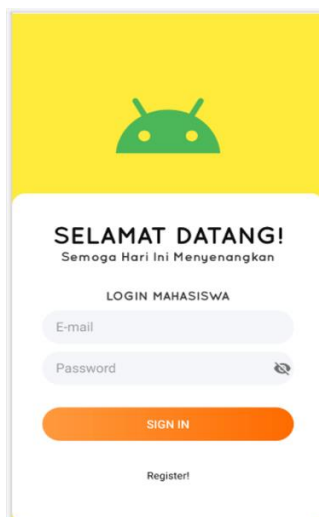 SELAMAT DATANG!
Semoga Hari Ini Menyenangkan
LOGIN MAHASISWA
E-mail
Password
SIGN IN
Register!